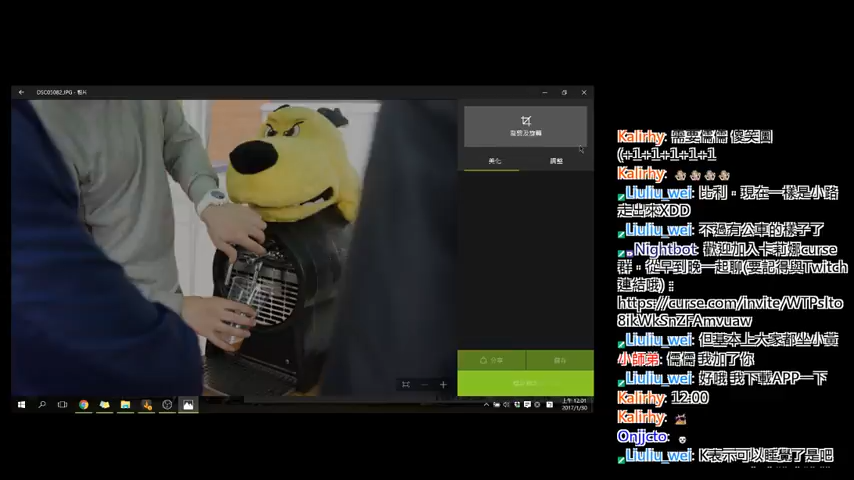 DSC05082.JPG - 相片
裁剪及旋轉
美化
調整
分享
儲存
上午 12:01
2017/1/30
Kalirhy: 需要儒儒 傻笑圖
(+1+1+1+1+1
Kalirhy:
Liuliu_wei: 比利，現在一樣是小路
走出來XDD
Liuliu_wei: 不過有公車的樣子了
Nightbot: 歡迎加入卡莉娜curse
群，從早到晚一起聊(要記得與Twitch
連結哦)：
https://curse.com/invite/WTPslto
8ikWkSnZFAmvuaw
Liuliu_wei: 但基本上大家都坐小黃
小師弟: 儒儒 我加了你
Liuliu_wei: 好哦 我下載APP一下
Kalirhy: 12:00
Kalirhy:
Onjjcto:
Liuliu_wei: K表示可以睡覺了是吧